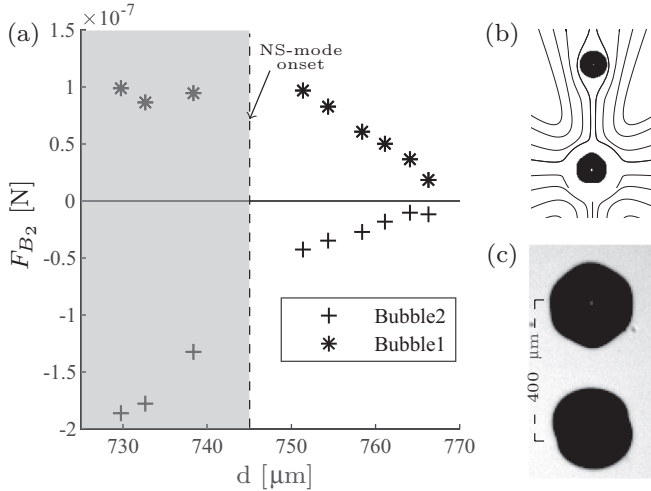 (a)
×10⁻⁷
1.5
1
0.5
0
-0.5
-1
-1.5
-2
F_{B_2} [N]
NS-mode
onset
Bubble2
Bubble1
730
740
750
760
770
d [μm]
(b)
(c)
400 μm